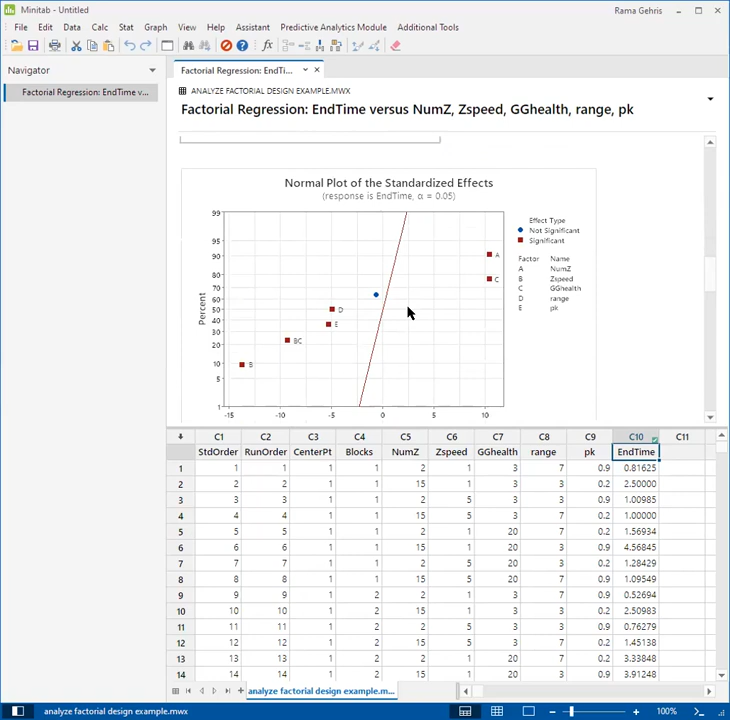 Minitab - Untitled
Rama Gehris
File Edit Data Calc Stat Graph View Help Assistant Predictive Analytics Module Additional Tools
Navigator
Factorial Regression: EndTime v...
Factorial Regression: EndTi...
ANALYZE FACTORIAL DESIGN EXAMPLE.MWX
Factorial Regression: EndTime versus NumZ, Zspeed, GGhealth, range, pk
Normal Plot of the Standardized Effects
(response is EndTime, α = 0.05)
Percent
99
95
90
80
70
60
50
40
30
20
10
5
1
-15 -10 -5 0 5 10
A
C
D
E
BC
B
Effect Type
Not Significant
Significant
Factor Name
A NumZ
B Zspeed
C GGhealth
D range
E pk
C1 C2 C3 C4 C5 C6 C7 C8 C9 C10 C11
StdOrder RunOrder CenterPt Blocks NumZ Zspeed GGhealth range pk EndTime
1 1 1 1 1 2 1 3 7 0.9 0.81625
2 2 2 1 1 15 1 3 3 0.2 2.50000
3 3 3 1 1 2 5 3 3 0.9 1.00985
4 4 4 1 1 15 5 3 7 0.2 1.00000
5 5 5 1 1 2 1 20 7 0.2 1.56934
6 6 6 1 1 15 1 20 3 0.9 4.56845
7 7 7 1 1 2 5 20 3 0.2 1.28429
8 8 8 1 1 15 5 20 7 0.9 1.09549
9 9 9 1 2 2 1 3 3 0.9 0.52694
10 10 10 1 2 15 1 3 7 0.2 2.50983
11 11 11 1 2 2 5 3 3 0.9 0.76279
12 12 12 1 2 15 5 3 7 0.2 1.45138
13 13 13 1 2 2 1 20 7 0.2 3.33848
14 14 14 1 2 15 1 20 3 0.9 3.91248
analyze factorial design example.m...
analyze factorial design example.mwx
100%